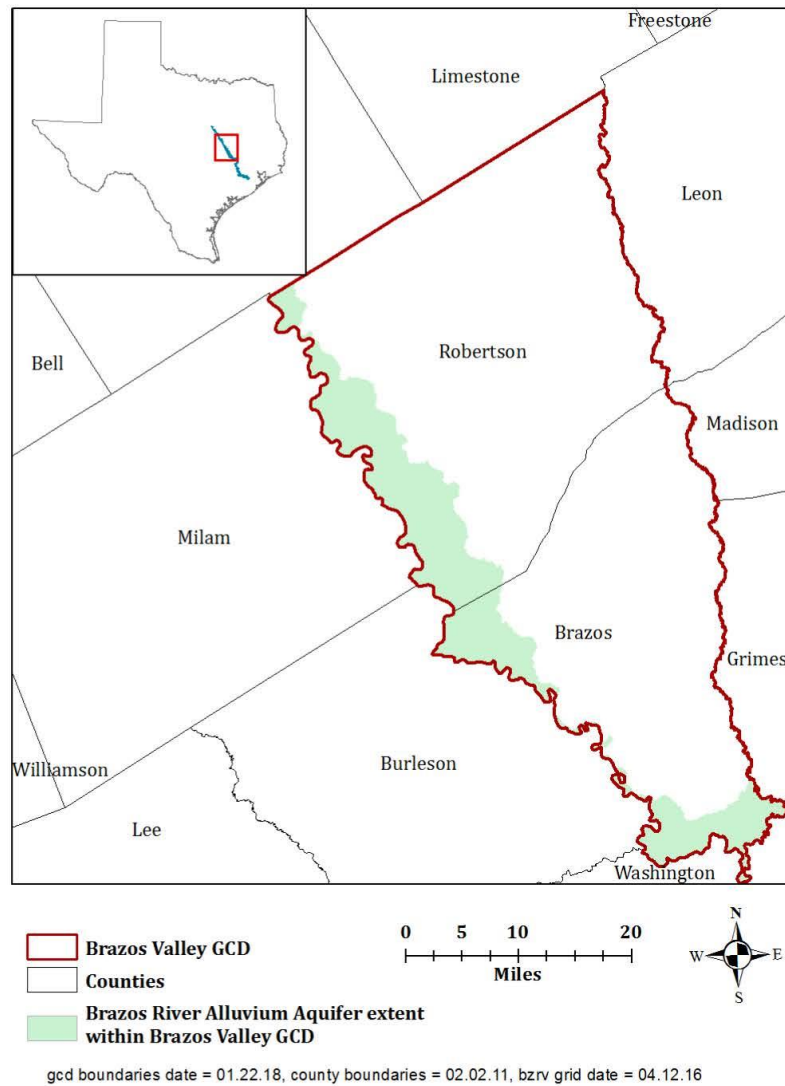 Freestone
Limestone
Leon
Robertson
Bell
Madison
Milam
Brazos
Grimes
Burleson
Williamson
Lee
Washington
Brazos Valley GCD
Counties
Brazos River Alluvium Aquifer extent
within Brazos Valley GCD
0 5 10 20
Miles
N
W E
S
gcd boundaries date = 01.22.18, county boundaries = 02.02.11, bzrv grid date = 04.12.16